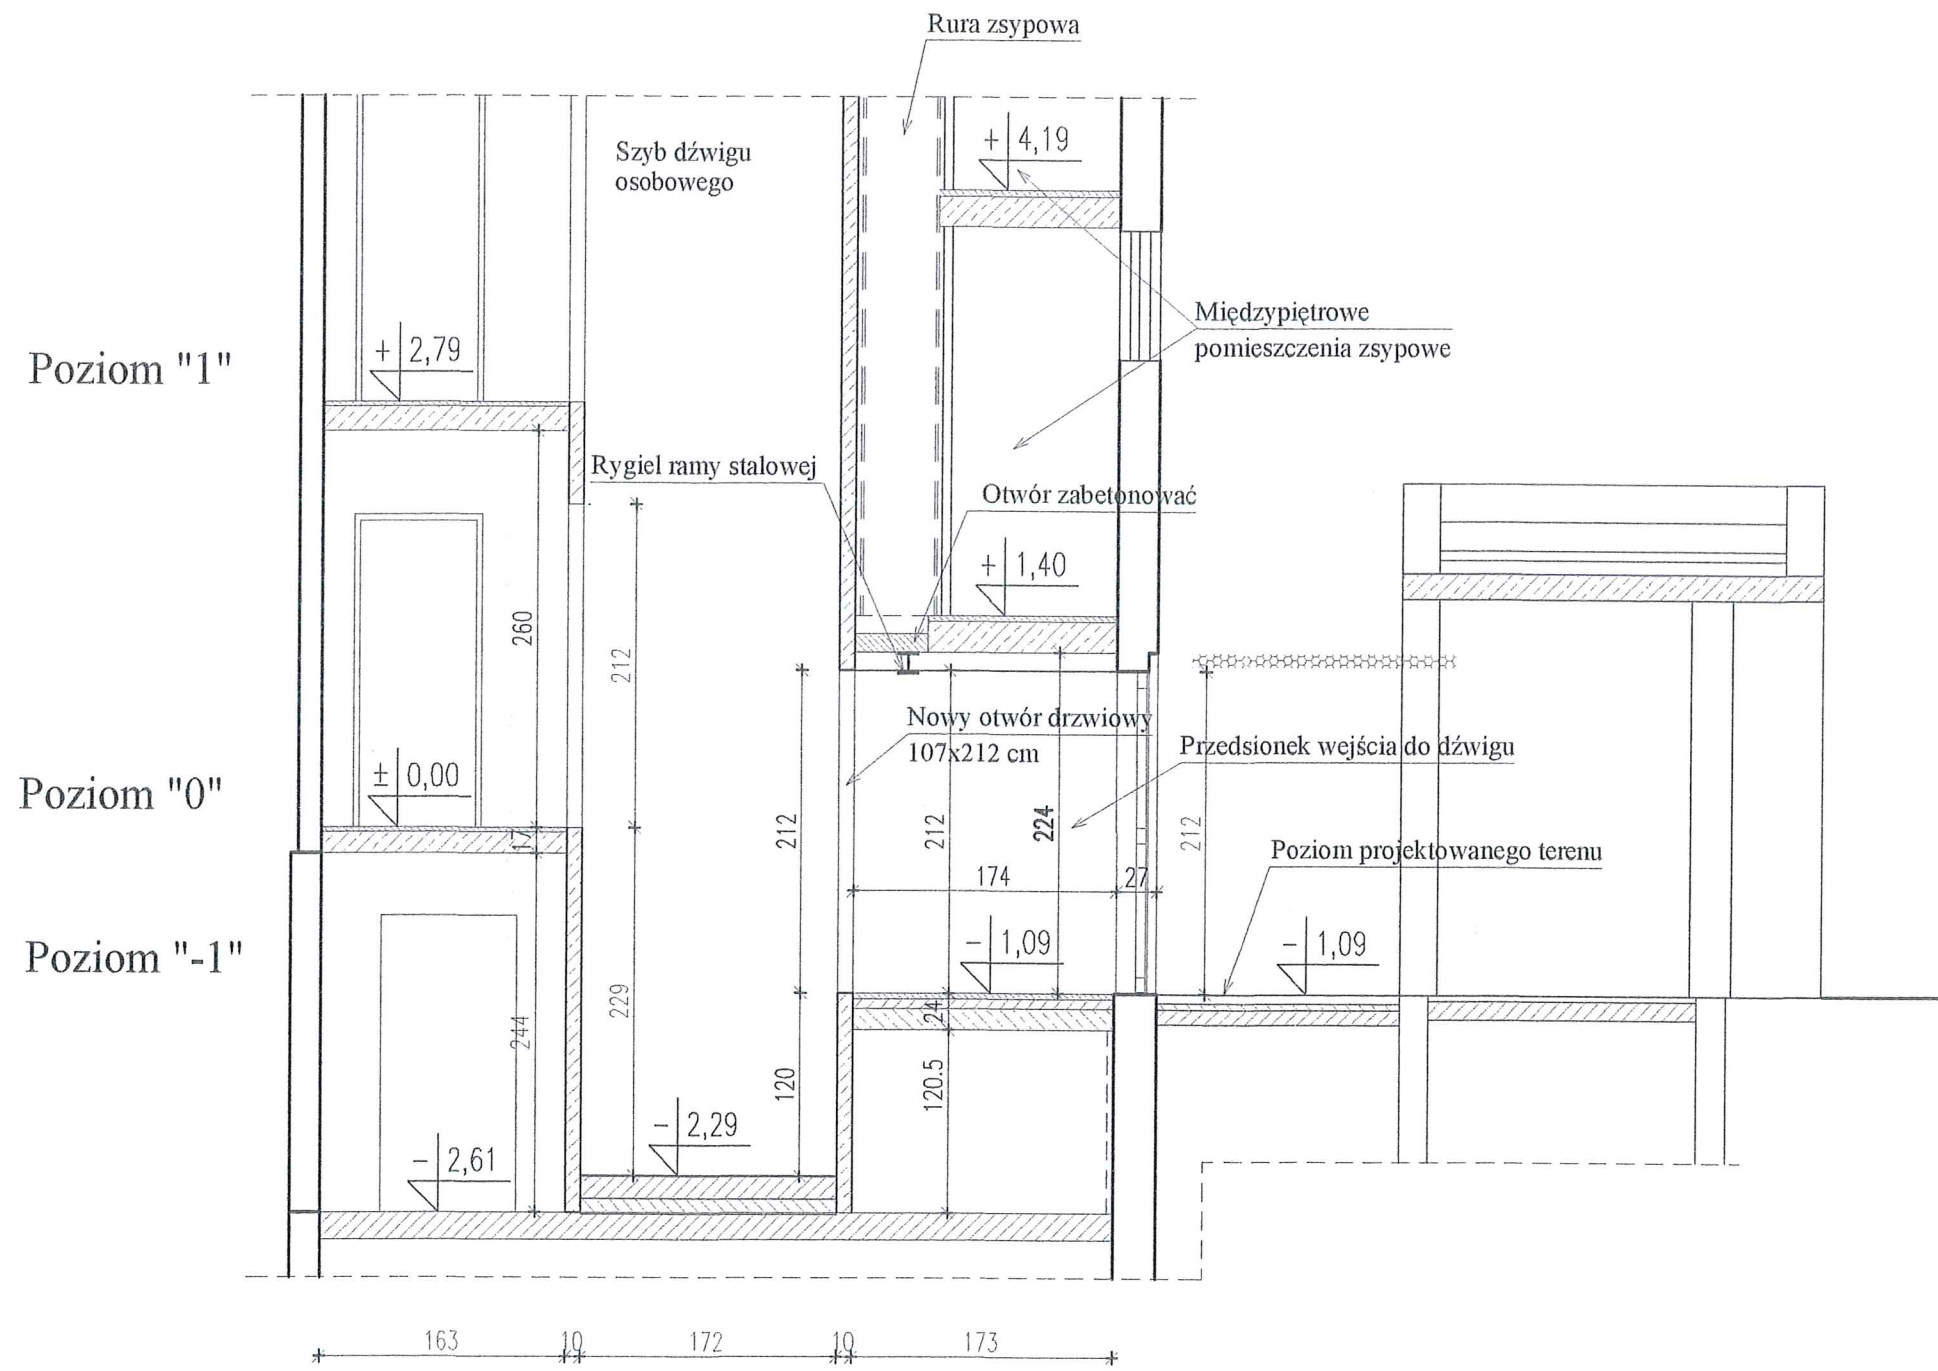 Rura zsypowa
Szyb dźwigu
osobowego
+ 4,19
Międzypiętrowe
pomieszczenia zsypowe
Poziom "1"
+ 2,79
Rygiel ramy stalowej
Otwór zabetonować
+ 1,40
260
212
Nowy otwór drzwiowy
107x212 cm
Przedsionek wejścia do dźwigu
Poziom "0"
± 0,00
17
212
212
224
212
Poziom projektowanego terenu
174
27
Poziom "-1"
- 1,09
- 1,09
229
244
24
120
120.5
- 2,29
- 2,61
163
10
172
10
173